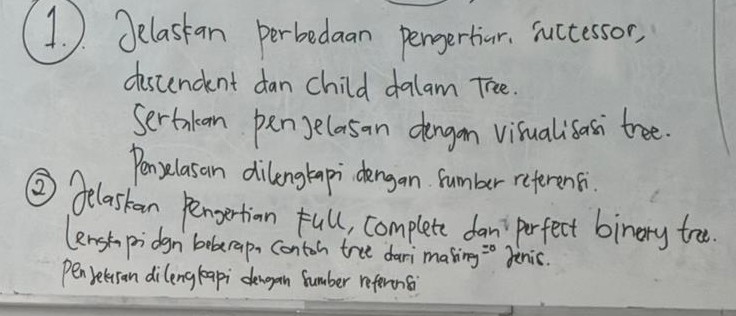 1. Jelaskan perbedaan pengertian, successor,
descendent dan child dalam Tree.
Sertakan penjelasan dengan visualisasi tree.
Penjelasan dilengkapi dengan sumber referensi.
2 Jelaskan Pengertian Full, Complete dan perfect binary tree.
Lengkapi dgn beberapa contoh tree dari masing² Jenis.
Penjelasan dilengkapi dengan sumber referensi